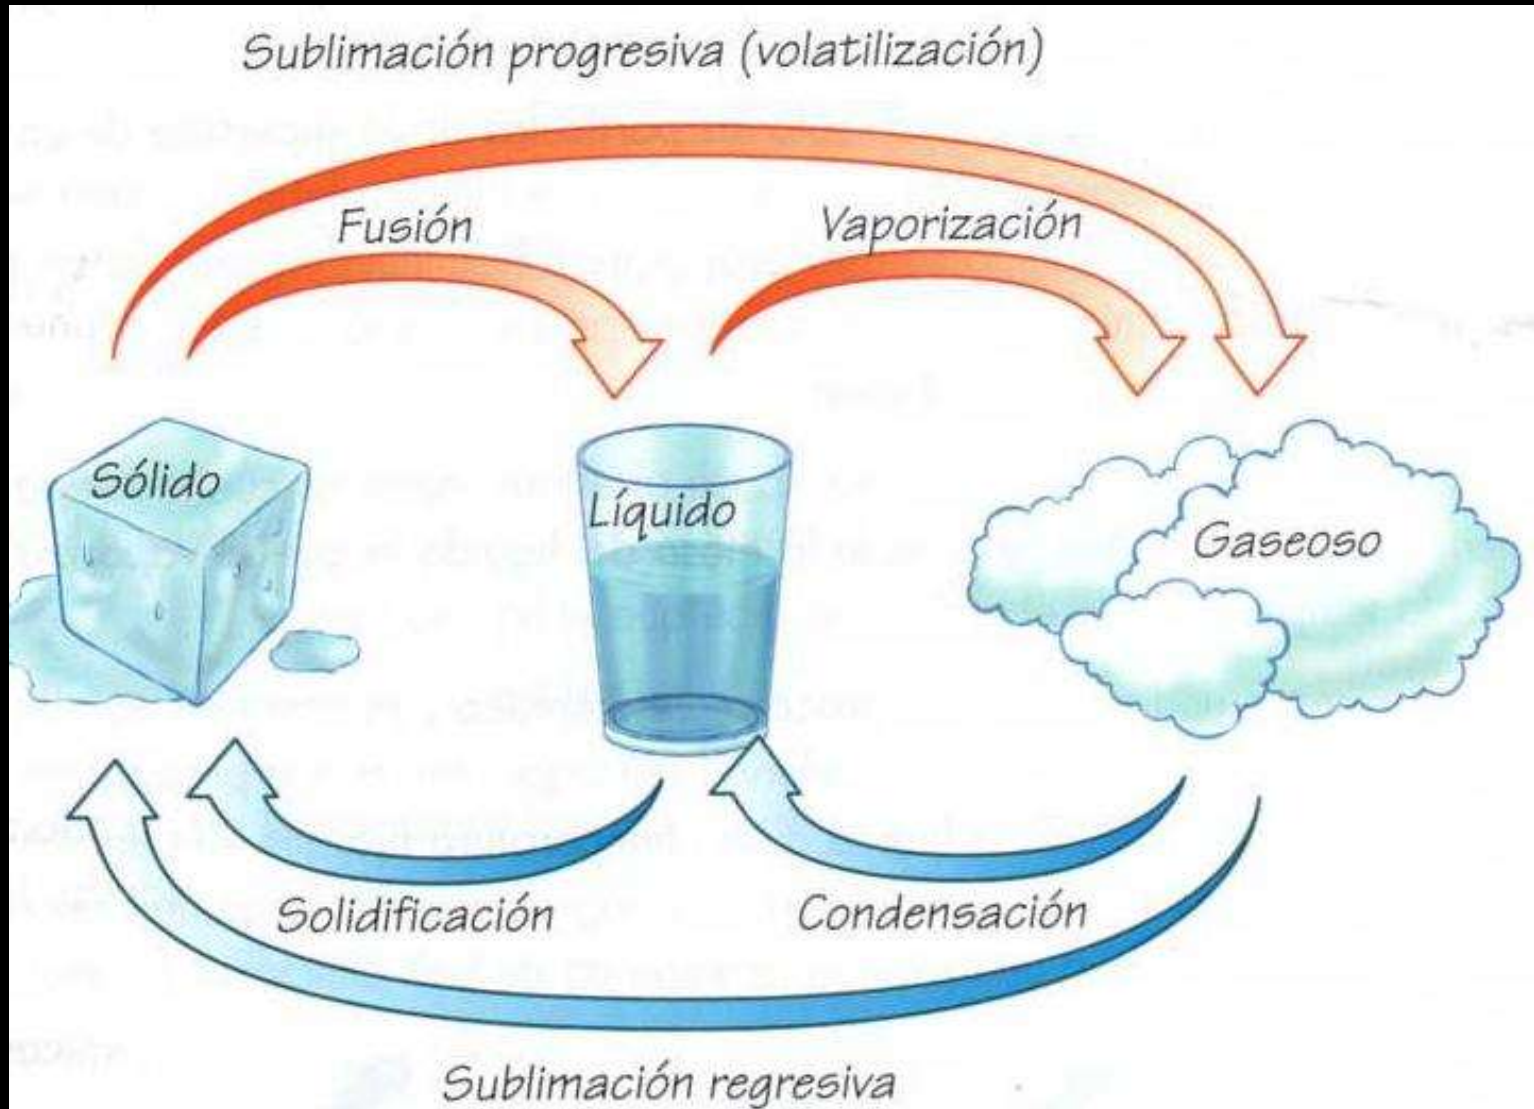 Sublimación progresiva (volatilización)
Fusión
Vaporización
Sólido
Líquido
Gaseoso
Solidificación
Condensación
Sublimación regresiva